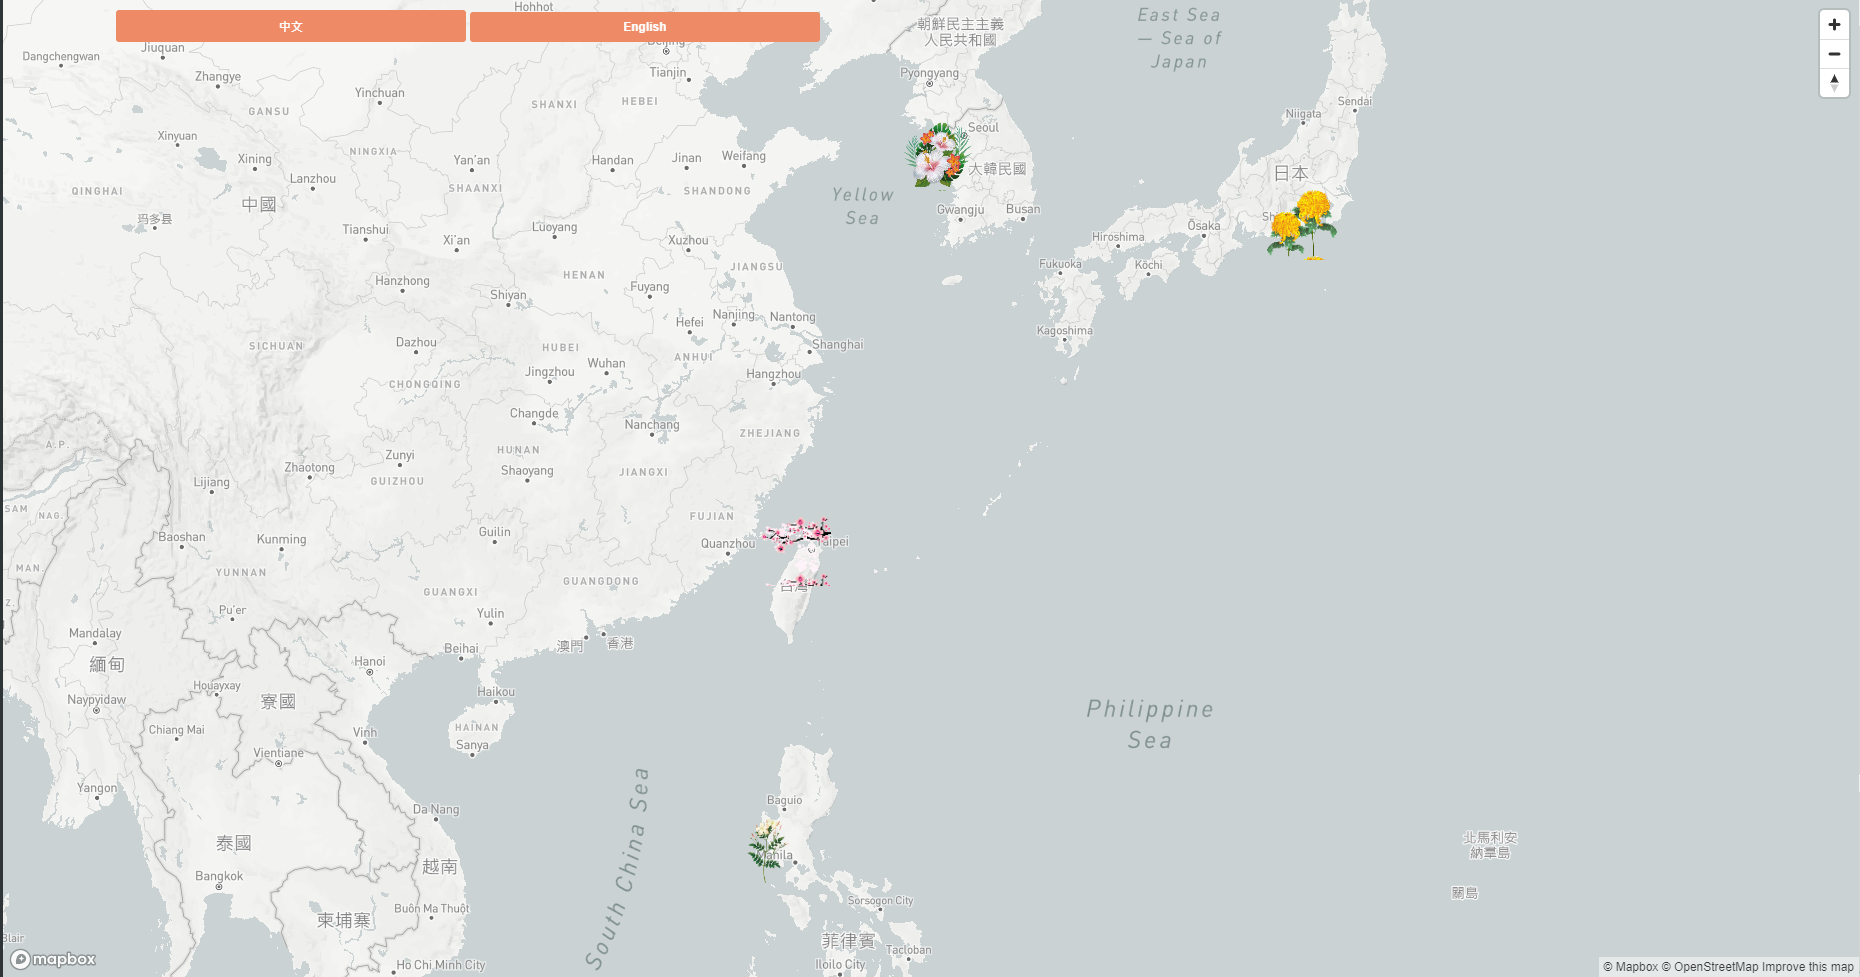 Hohhot
中文
English
朝鮮民主主義
人民共和國
East Sea
— Sea of
Japan
Beijing
Jiuquan
Dangchengwan
Tianjin
Pyongyang
Zhangye
Yinchuan
SHANXI
HEBEI
Sendai
GANSU
Niigata
Seoul
Xinyuan
NINGXIA
Xining
Yan'an
Handan
Jinan
Weifang
大韓民國
日本
Lanzhou
QINGHAI
SHAANXI
SHANDONG
Yellow
Sea
中國
玛多县
Gwangju
Busan
Tianshui
Xi'an
Luoyang
Xuzhou
Ōsaka
Hiroshima
JIANGSU
Fukuoka
Kōchi
HENAN
Hanzhong
Shiyan
Fuyang
Nanjing
Nantong
Hefei
Kagoshima
SICHUAN
Dazhou
HUBEI
ANHUI
Shanghai
Wuhan
Jingzhou
Hangzhou
CHONGQING
Changde
Nanchang
ZHEJIANG
A.P.
HUNAN
Zunyi
Zhaotong
Shaoyang
JIANGXI
Lijiang
GUIZHOU
SAM
NAG.
FUJIAN
Guilin
Baoshan
Kunming
Quanzhou
Taipei
MAN.
YUNNAN
GUANGXI
GUANGDONG
台灣
Z.
Pu'er
Yulin
Mandalay
Beihai
澳門
香港
緬甸
Hanoi
Houayxay
Naypyidaw
寮國
Haikou
Philippine
Sea
HAINAN
Chiang Mai
Vinh
Sanya
Vientiane
Yangon
Baguio
Da Nang
South China Sea
泰國
越南
Manila
北馬利安
納羣島
Bangkok
關島
Buôn Ma Thuột
Sorsogon City
柬埔寨
菲律賓
Tacloban
Blair
mapbox
Ho Chi Minh City
Iloilo City
© Mapbox © OpenStreetMap Improve this map